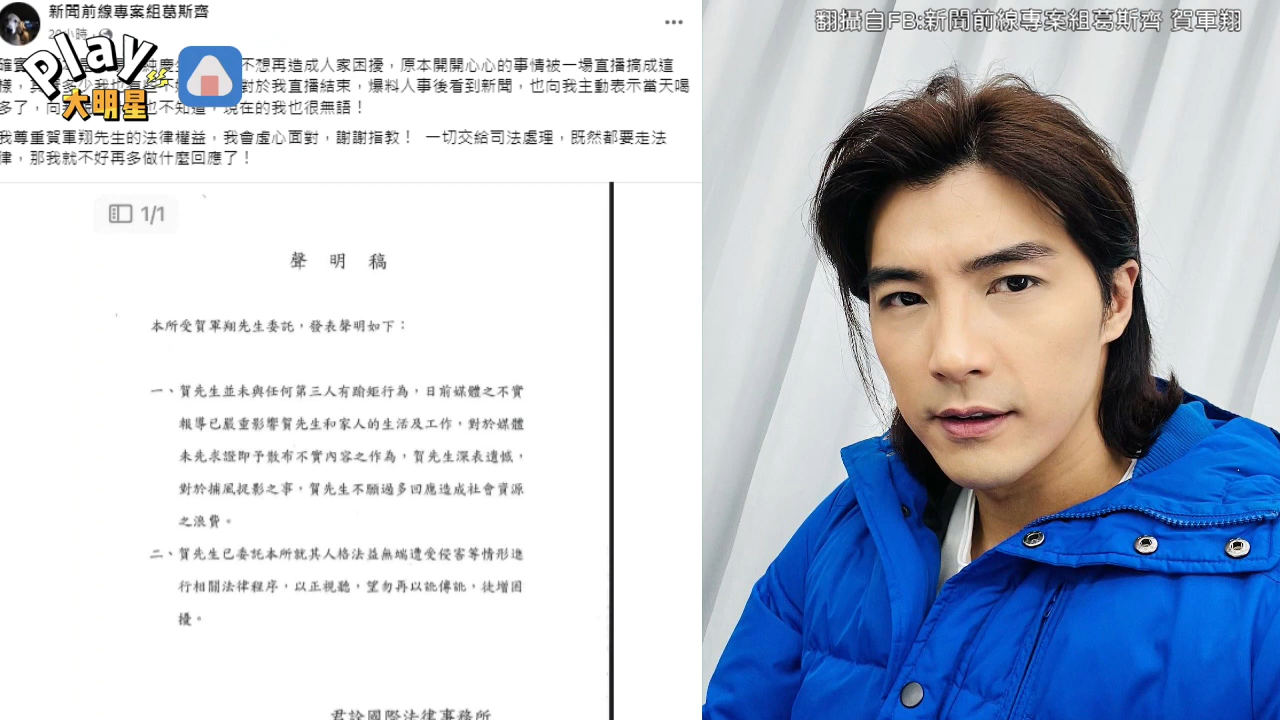 新聞前線專案組葛斯齊
翻攝自FB:新聞前線專案組葛斯齊 賀軍翔
Play
大明星
不想再造成人家困擾，原本開開心心的事情被一場直播搞成這
對於我直播結束，爆料人事後看到新聞，也向我主動表示當天喝
多了，向
也不知道，現在的我也很無語！
我尊重賀軍翔先生的法律權益，我會虛心面對，謝謝指教！ 一切交給司法處理，既然都要走法
律，那我就不好再多做什麼回應了！
1/1
聲 明 稿
本所受賀軍翔先生委託，發表聲明如下：
一、賀先生並未與任何第三人有踰矩行為，日前媒體之不實
報導已嚴重影響賀先生和家人的生活及工作，對於媒體
未先求證即予散布不實內容之作為，賀先生深表遺憾，
對於捕風捉影之事，賀先生不願過多回應造成社會資源
之浪費。
二、賀先生已委託本所就其人格法益無端遭受侵害等情形進
行相關法律程序，以正視聽，望勿再以訛傳訛，徒增困
擾。
君詮國際法律事務所